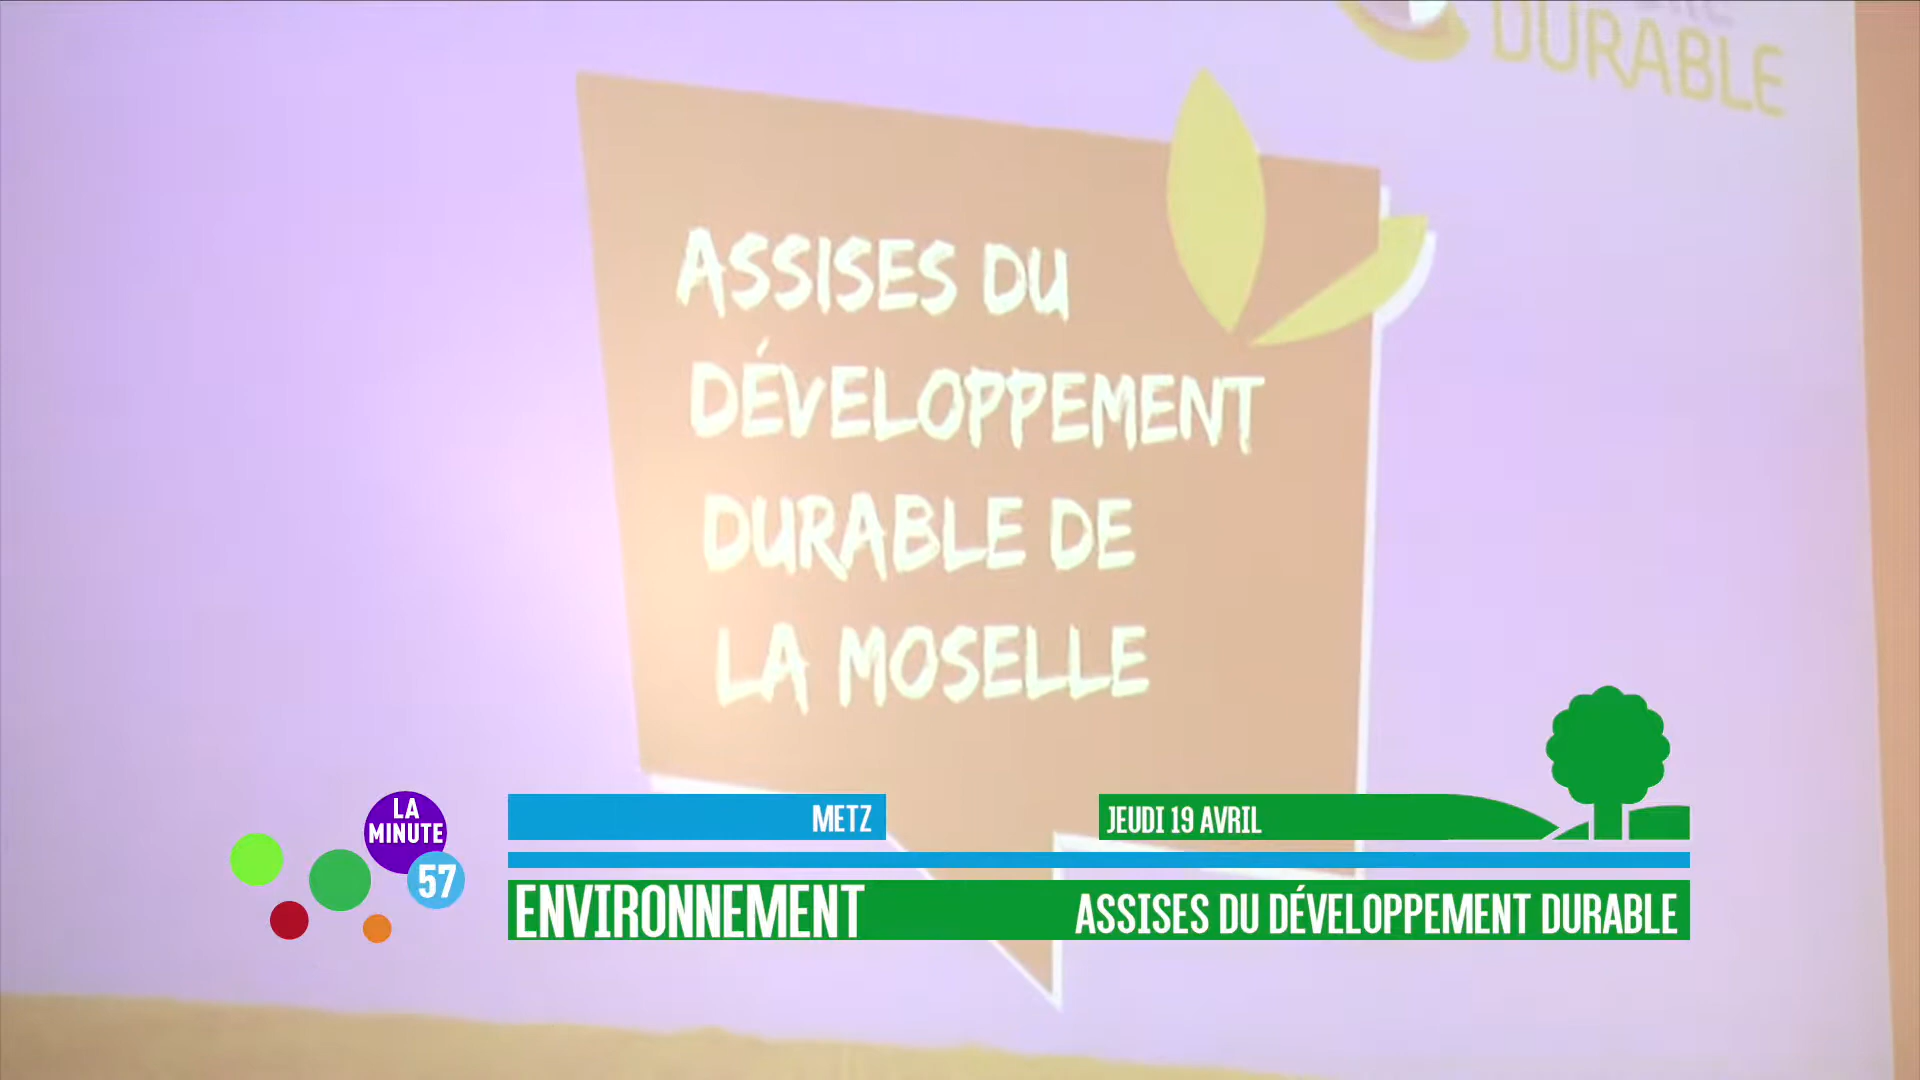 DURABLE
ASSISES DU
DÉVELOPPEMENT
DURABLE DE
LA MOSELLE
LA
MINUTE
57
METZ
JEUDI 19 AVRIL
ENVIRONNEMENT
ASSISES DU DÉVELOPPEMENT DURABLE